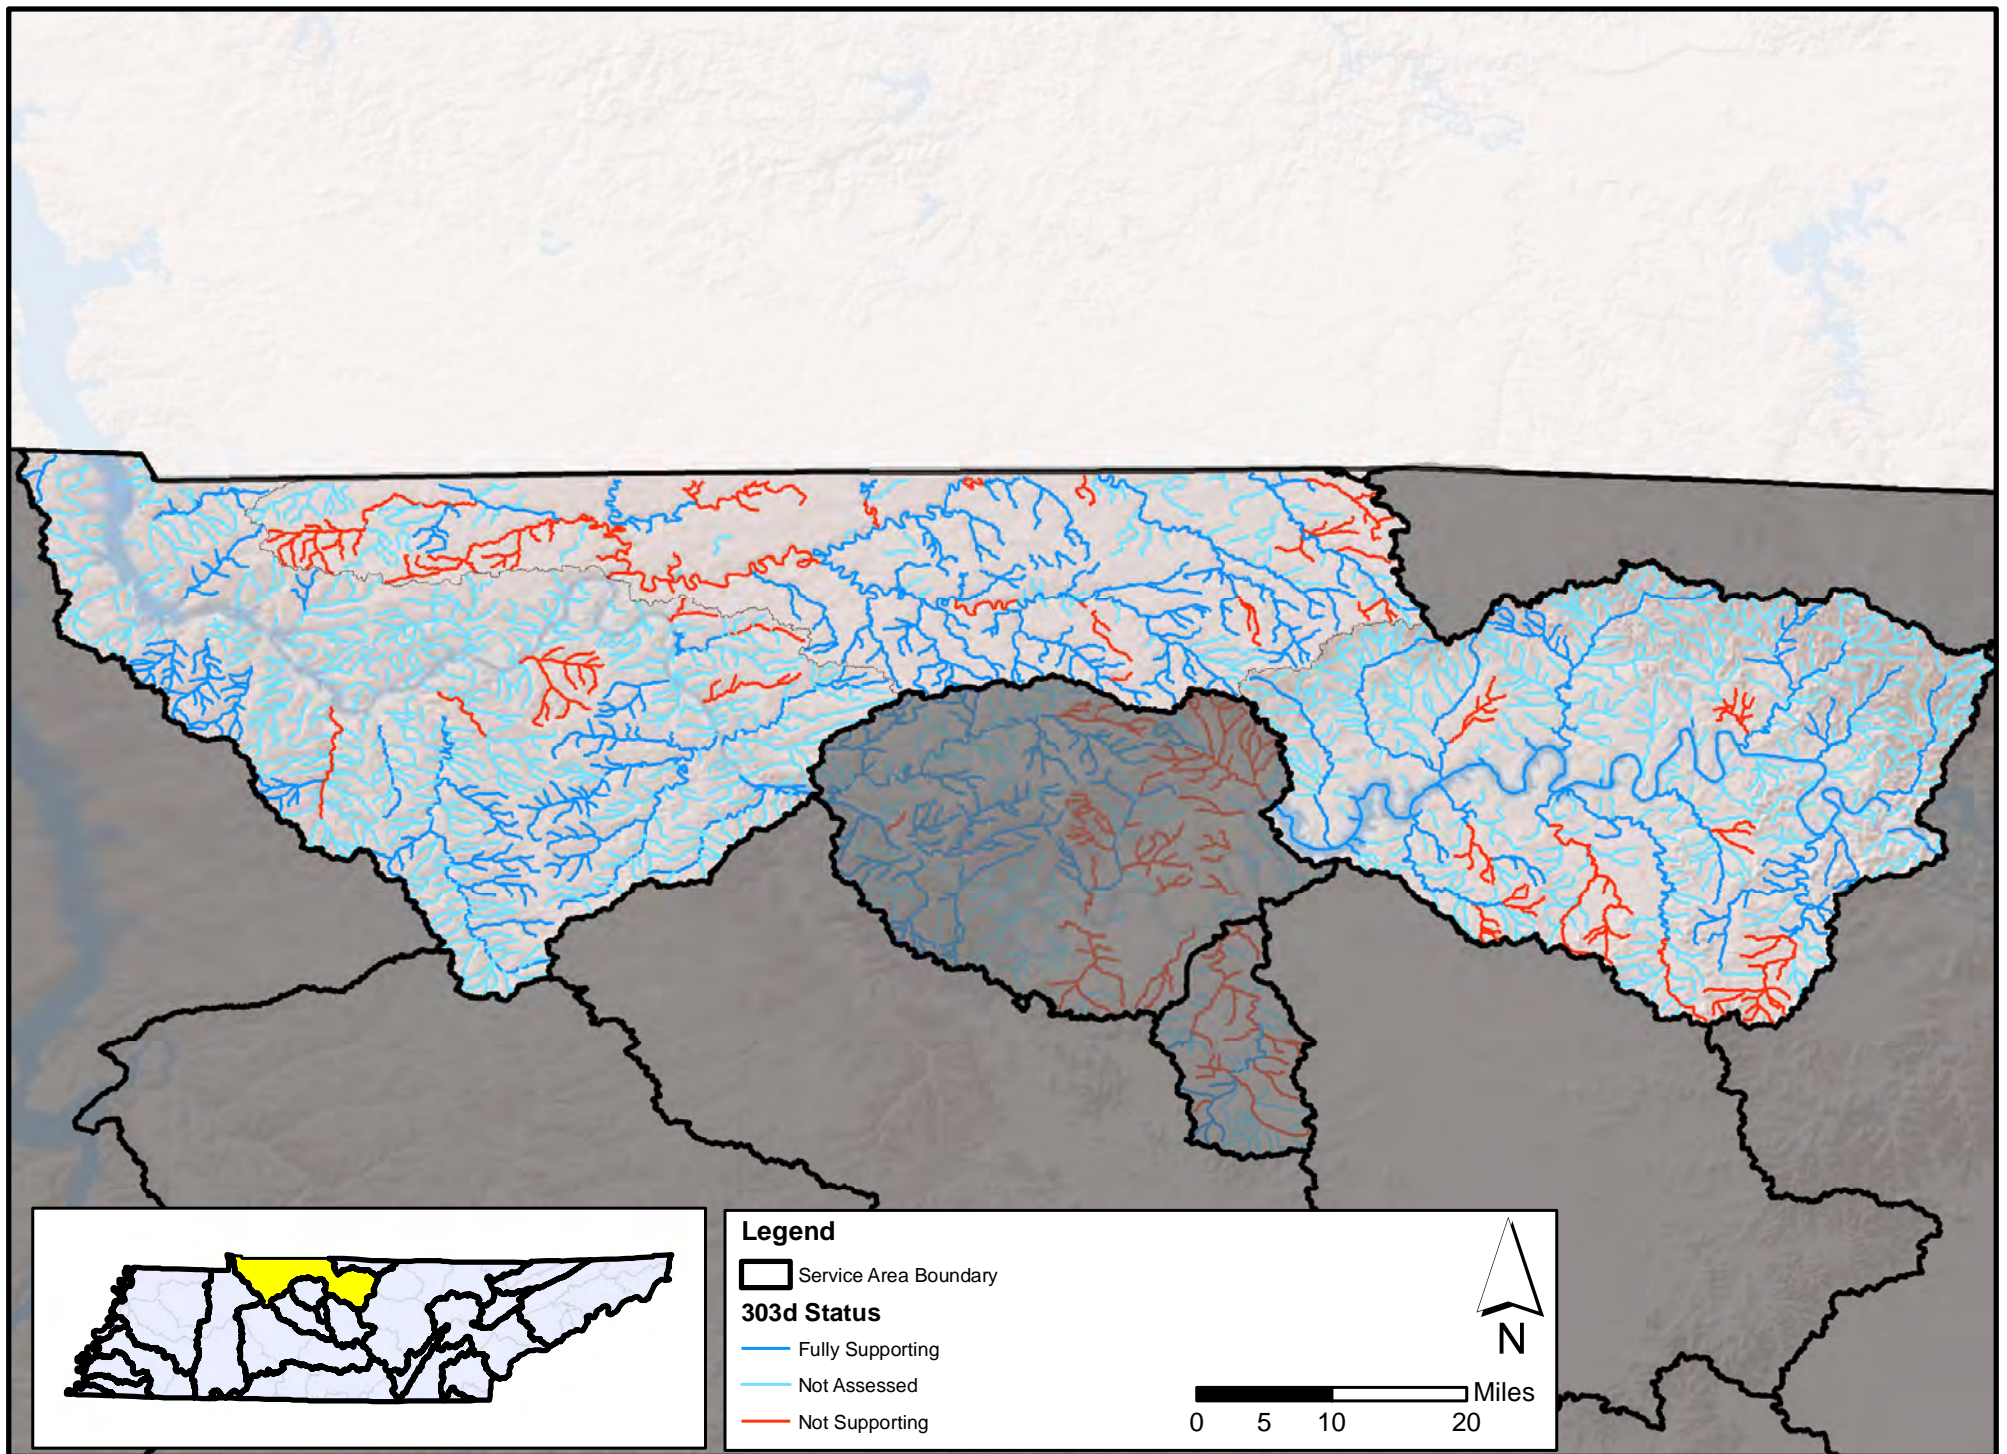 Legend
Service Area Boundary
303d Status
Fully Supporting
Not Assessed
Not Supporting
N
Miles
0 5 10 20